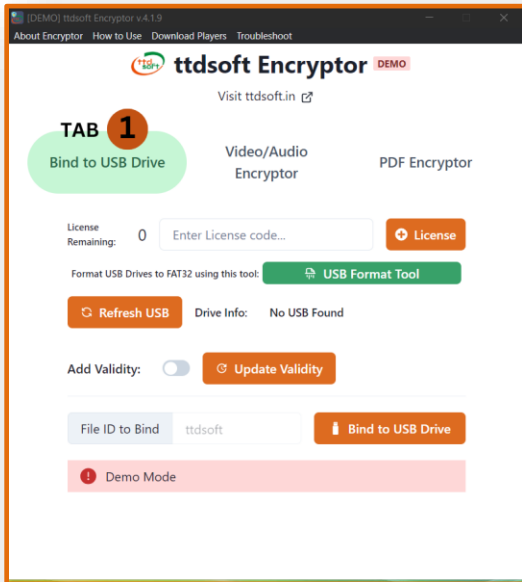 [DEMO] ttdsoft Encryptor v.4.1.9
About Encryptor How to Use Download Players Troubleshoot
ttd soft ttdsoft Encryptor DEMO
Visit ttdsoft.in
TAB 1
Bind to USB Drive
Video/Audio
Encryptor
PDF Encryptor
License
Remaining:
0 Enter License code... License
Format USB Drives to FAT32 using this tool: USB Format Tool
Refresh USB Drive Info: No USB Found
Add Validity: Update Validity
File ID to Bind ttdsoft Bind to USB Drive
Demo Mode